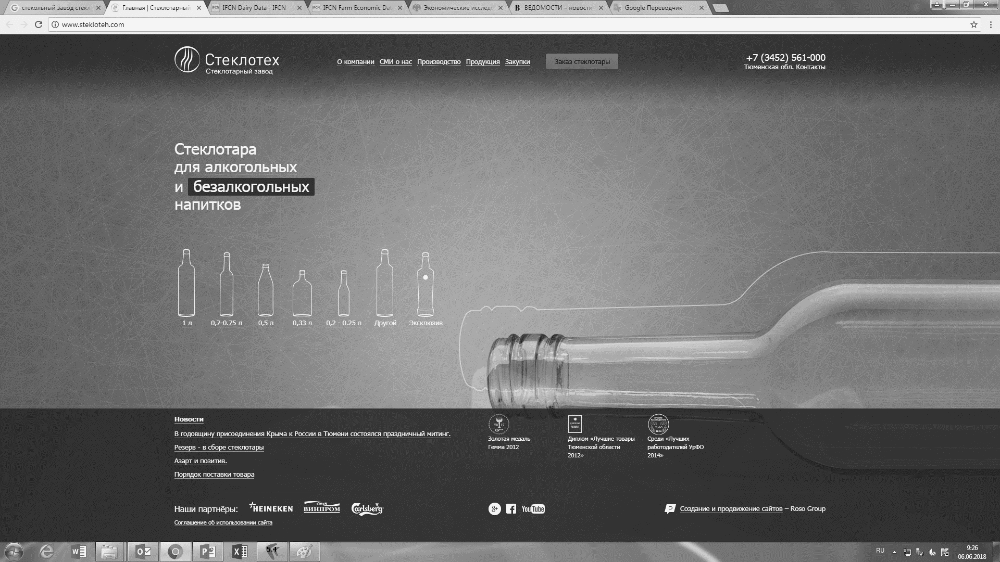 стекольный завод стекл
Главная | Стеклотарный
IFCN Dairy Data - IFCN
IFCN Farm Economic Dat
Экономические исследо
ВЕДОМОСТИ – новости
Google Переводчик
www.stekloteh.com
Стеклотех
Стеклотарный завод
О компании СМИ о нас Производство Продукция Закупки
Заказ стеклотары
+7 (3452) 561-000
Тюменская обл. Контакты
Стеклотара
для алкогольных
и безалкогольных
напитков
1 л 0,7-0.75 л 0,5 л 0,33 л 0,2 - 0.25 л Другой Эксклюзив
Новости
В годовщину присоединения Крыма к России в Тюмени состоялся праздничный митинг.
Резерв - в сборе стеклотары
Азарт и позитив.
Порядок поставки товара
Золотая медаль
Гемма 2012
Диплом «Лучшие товары
Тюменской области
2012»
Среди «Лучших
работодателей УрФО
2014»
Наши партнёры: HEINEKEN Омск ВИНПРОМ Carlsberg
YouTube
Создание и продвижение сайтов – Roso Group
Соглашение об использовании сайта
5.4
RU
9:26
06.06.2018